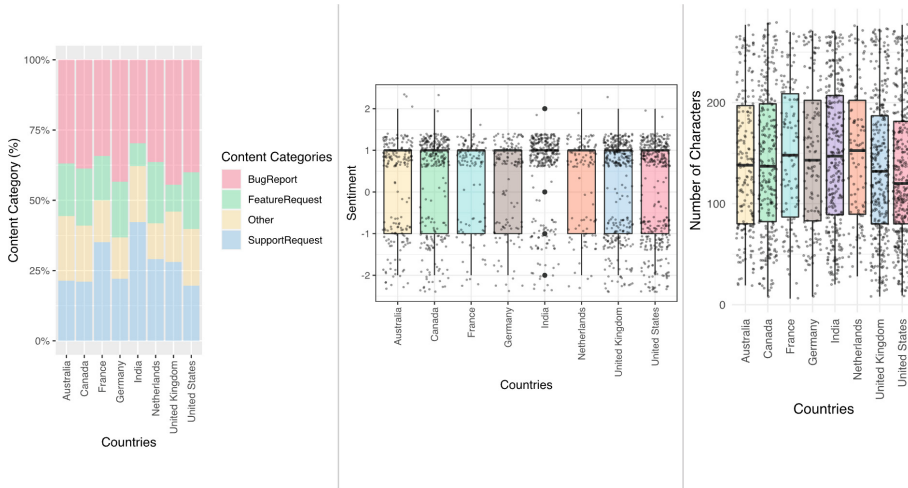 Content Category (%)
100%
75%
50%
25%
0%
Australia
Canada
France
Germany
India
Netherlands
United Kingdom
United States
Countries
Content Categories
BugReport
FeatureRequest
Other
SupportRequest
Sentiment
2
1
0
-1
-2
Australia
Canada
France
Germany
India
Netherlands
United Kingdom
United States
Countries
Number of Characters
200
100
0
Australia
Canada
France
Germany
India
Netherlands
United Kingdom
United States
Countries